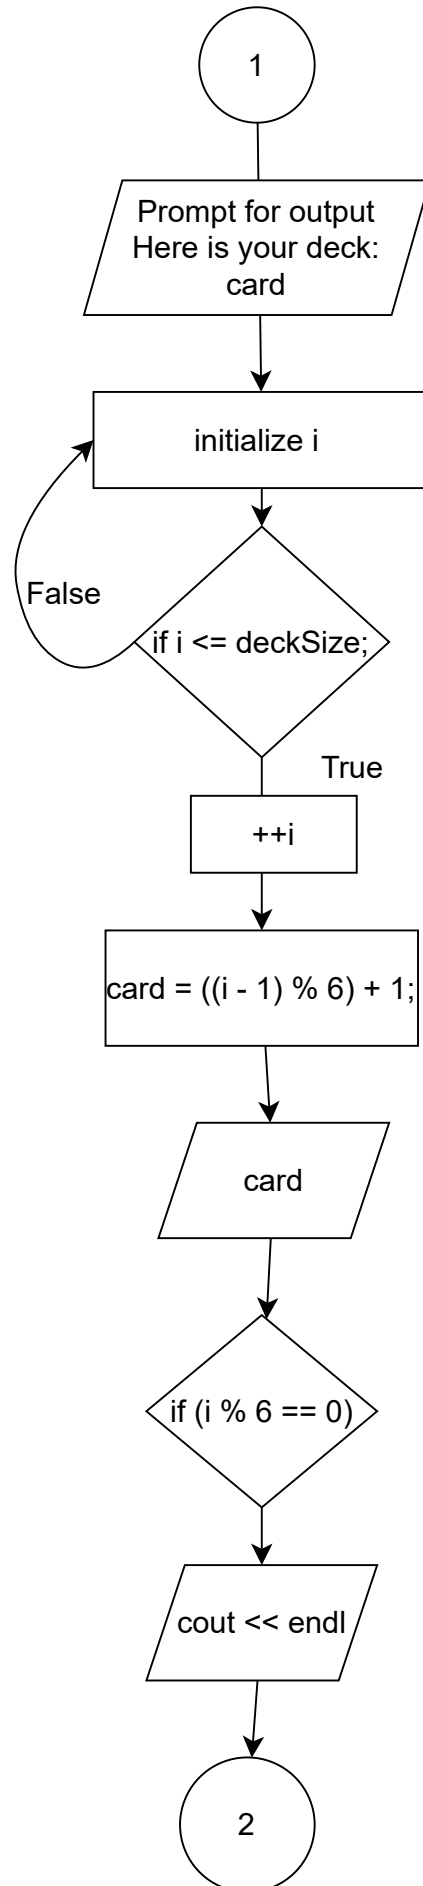 1
Prompt for output
Here is your deck:
card
initialize i
False
if i <= deckSize;
True
++i
card = ((i - 1) % 6) + 1;
card
if (i % 6 == 0)
cout << endl
2